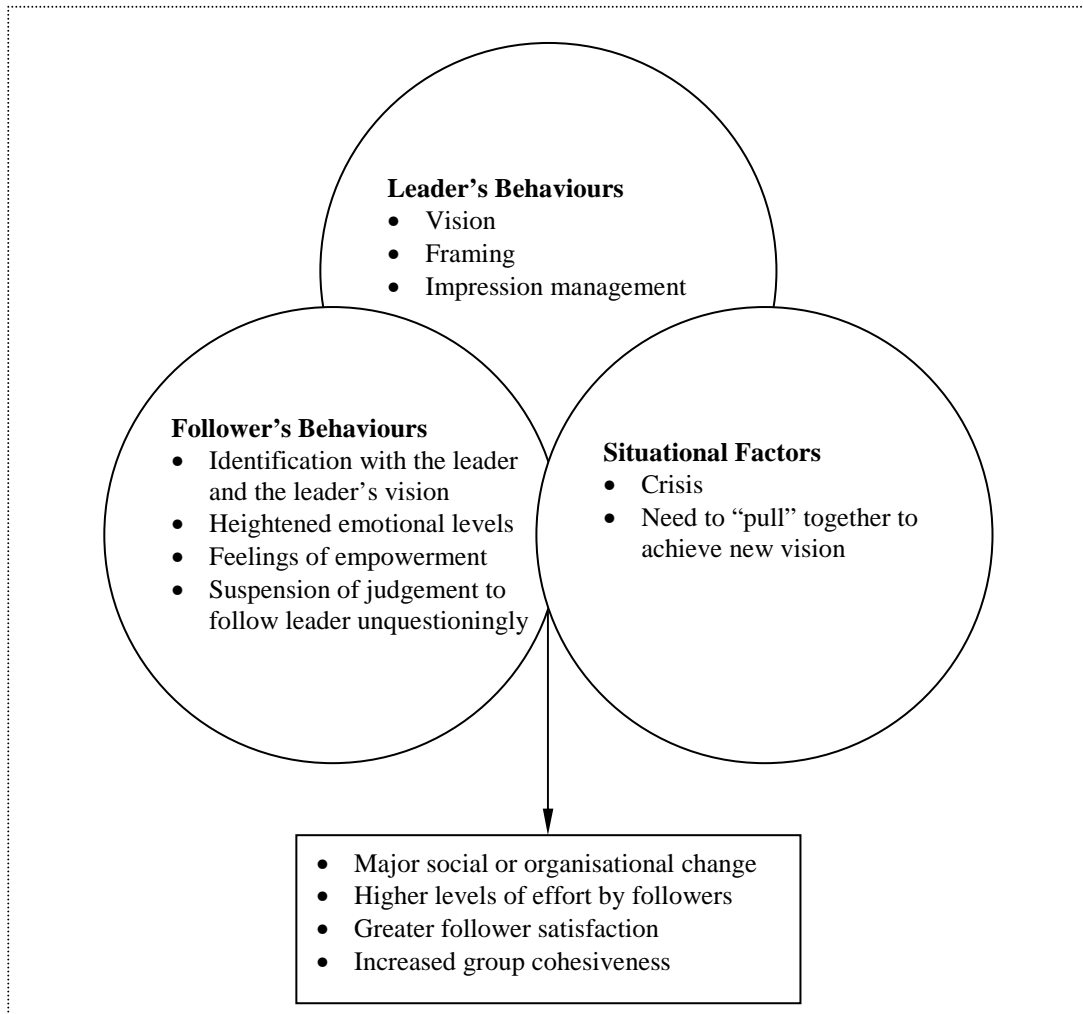 Leader’s Behaviours
• Vision
• Framing
• Impression management
Follower’s Behaviours
• Identification with the leader
and the leader’s vision
• Heightened emotional levels
• Feelings of empowerment
• Suspension of judgement to
follow leader unquestioningly
Situational Factors
• Crisis
• Need to “pull” together to
achieve new vision
• Major social or organisational change
• Higher levels of effort by followers
• Greater follower satisfaction
• Increased group cohesiveness